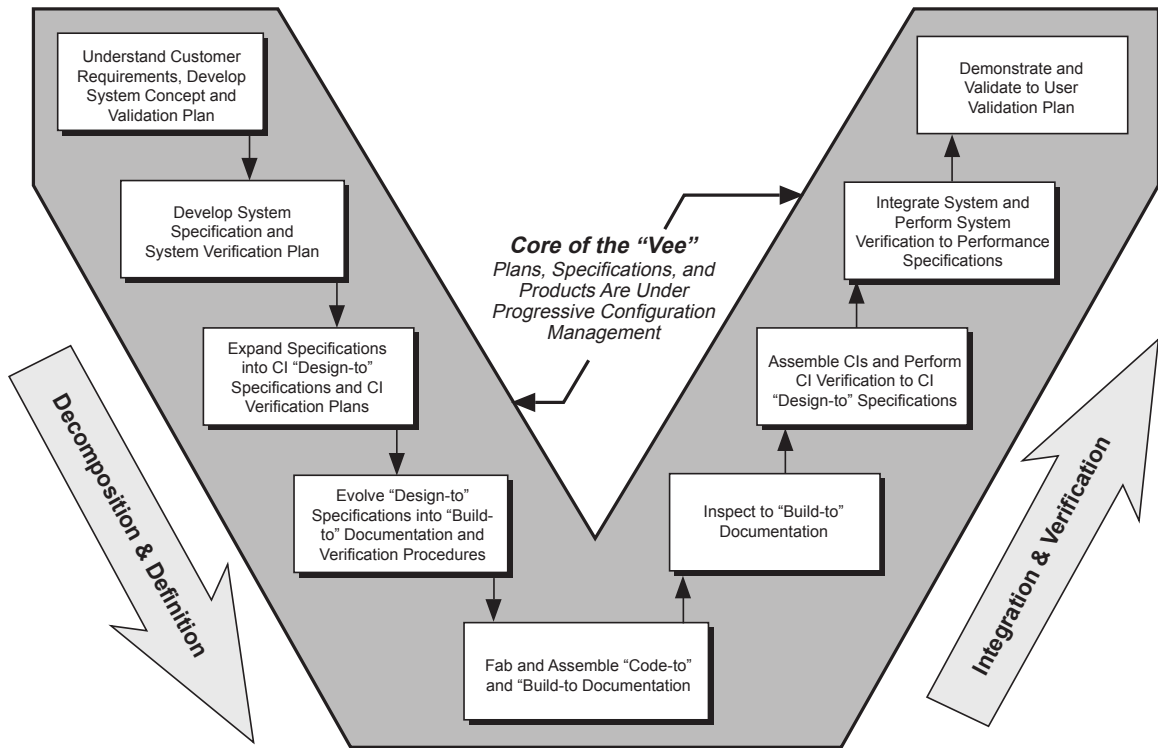 Understand Customer
Requirements, Develop
System Concept and
Validation Plan
Develop System
Specification and
System Verification Plan
Expand Specifications
into CI “Design-to”
Specifications and CI
Verification Plans
Evolve “Design-to”
Specifications into “Build-
to” Documentation and
Verification Procedures
Fab and Assemble “Code-to”
and “Build-to Documentation
Inspect to “Build-to”
Documentation
Assemble CIs and Perform
CI Verification to CI
“Design-to” Specifications
Integrate System and
Perform System
Verification to Performance
Specifications
Demonstrate and
Validate to User
Validation Plan
Core of the “Vee”
Plans, Specifications, and
Products Are Under
Progressive Configuration
Management
Decomposition & Definition
Integration & Verification